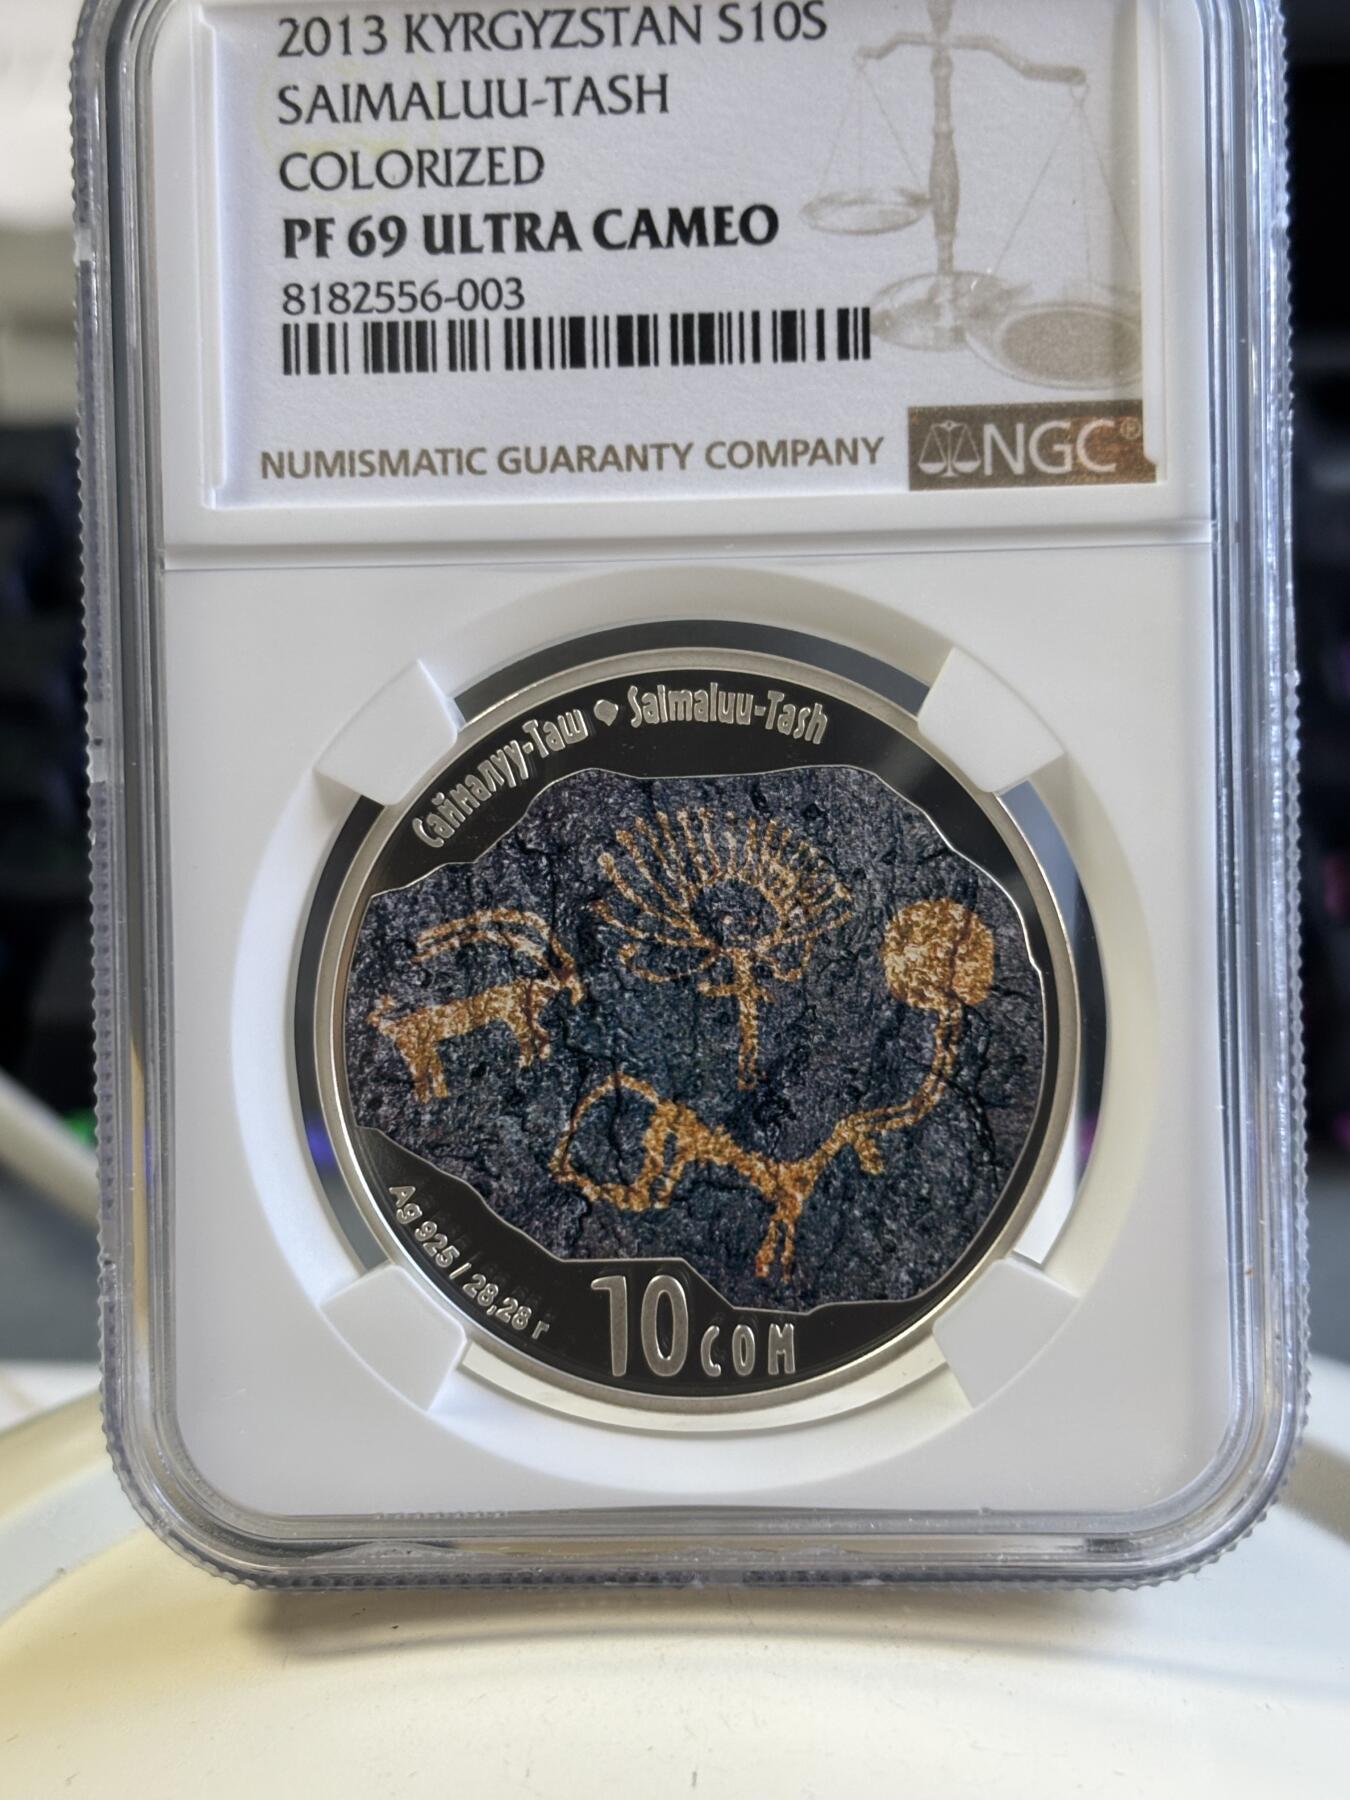 2013 KYRGYZSTAN S10S
SAIMALUU-TASH
COLORIZED
PF 69 ULTRA CAMEO
8182556-003
NUMISMATIC GUARANTY COMPANY
NGC®
Саймалуу-Таш • Saimaluu-Tash
Ag 925 / 28,28 г
10 СОМ